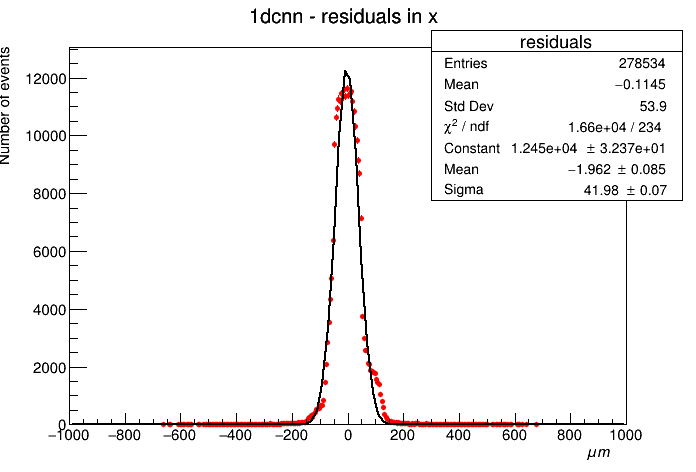 1dcnn - residuals in x
residuals
Entries 278534
Mean −0.1145
Std Dev 53.9
χ² / ndf 1.66e+04 / 234
Constant 1.245e+04 ± 3.237e+01
Mean −1.962 ± 0.085
Sigma 41.98 ± 0.07
Number of events
12000
10000
8000
6000
4000
2000
0
−1000 −800 −600 −400 −200 0 200 400 600 800 1000
μm